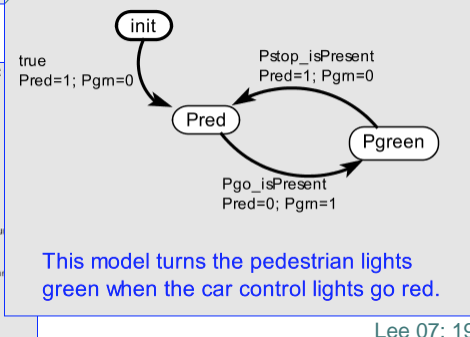 init
true
Pred=1; Pgrn=0
Pstop_isPresent
Pred=1; Pgrn=0
Pred
Pgreen
Pgo_isPresent
Pred=0; Pgrn=1
This model turns the pedestrian lights
green when the car control lights go red.
Lee 07: 19